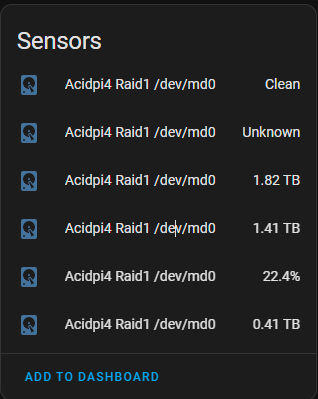 Sensors
Acidpi4 Raid1 /dev/md0 Clean
Acidpi4 Raid1 /dev/md0 Unknown
Acidpi4 Raid1 /dev/md0 1.82 TB
Acidpi4 Raid1 /dev/md0 1.41 TB
Acidpi4 Raid1 /dev/md0 22.4%
Acidpi4 Raid1 /dev/md0 0.41 TB
ADD TO DASHBOARD